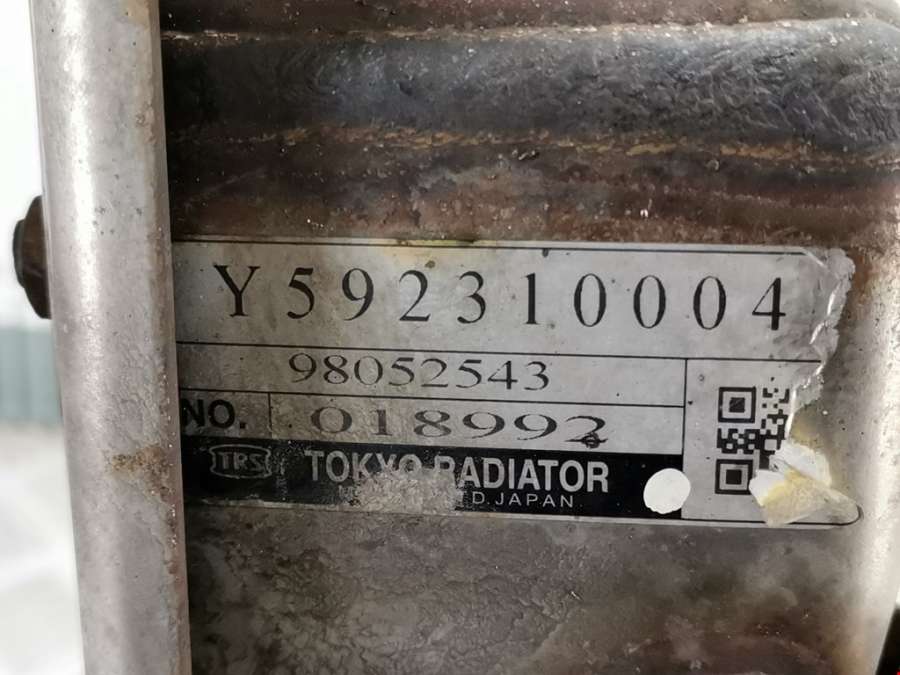 Y592310004
98052543
NO. 018992
TRS TOKYO RADIATOR
D. JAPAN